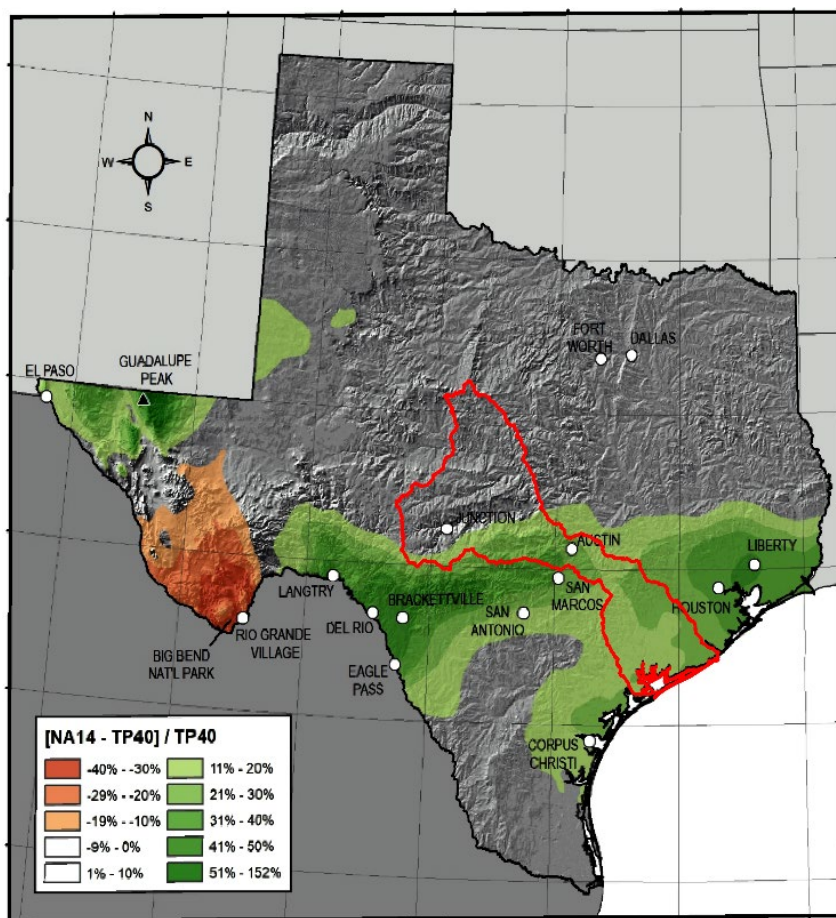 N
W
E
S
FORT
WORTH
DALLAS
GUADALUPE
PEAK
EL PASO
JUNCTION
AUSTIN
LIBERTY
LANGTRY
BRACKETTVILLE
SAN
MARCOS
HOUSTON
DEL RIO
SAN
ANTONIO
RIO GRANDE
VILLAGE
BIG BEND
NAT'L PARK
EAGLE
PASS
CORPUS
CHRISTI
[NA14 - TP40] / TP40
-40% - -30%
-29% - -20%
-19% - -10%
-9% - 0%
1% - 10%
11% - 20%
21% - 30%
31% - 40%
41% - 50%
51% - 152%